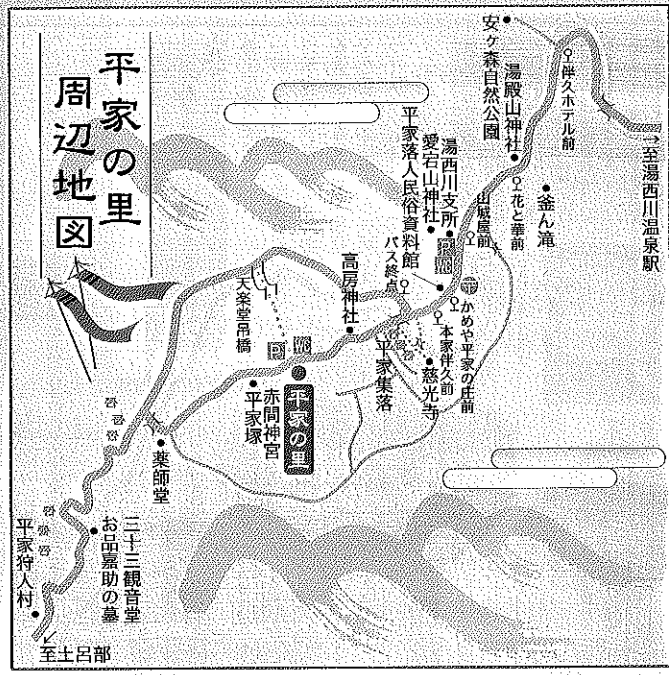 平家の里
周辺地図
安ヶ森自然公園
伴久ホテル前
→至湯西川温泉駅
湯殿山神社
花と華前
釜ん滝
山城屋前
湯西川支所
愛宕山神社
平家落人民俗資料館
バス終点
かめや平家の庄前
本家伴久前
慈光寺
平家集落
高房神社
天楽堂吊橋
平家の里
赤間神宮
平家塚
薬師堂
三十三観音堂
お品嘉助の墓
平家狩人村
至土呂部